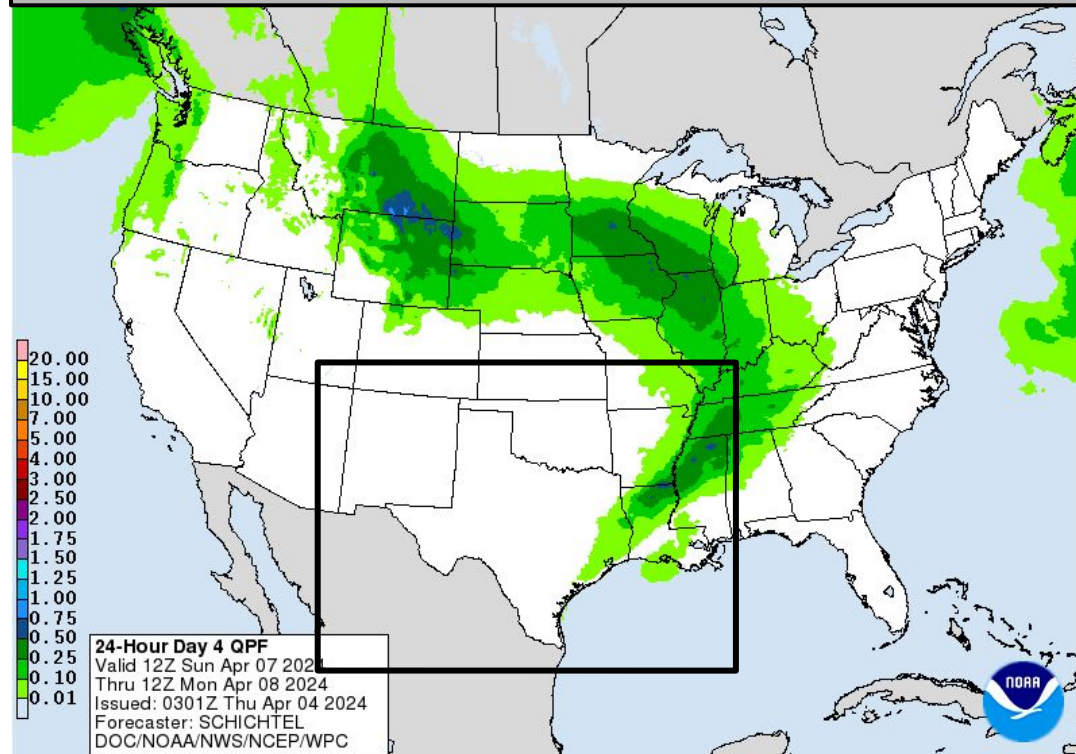 20.00
15.00
10.00
7.00
5.00
4.00
3.00
2.50
2.00
1.75
1.50
1.25
1.00
0.75
0.50
0.25
0.10
0.01
24-Hour Day 4 QPF
Valid 12Z Sun Apr 07 2024
Thru 12Z Mon Apr 08 2024
Issued: 0301Z Thu Apr 04 2024
Forecaster: SCHICHTEL
DOC/NOAA/NWS/NCEP/WPC
NOAA